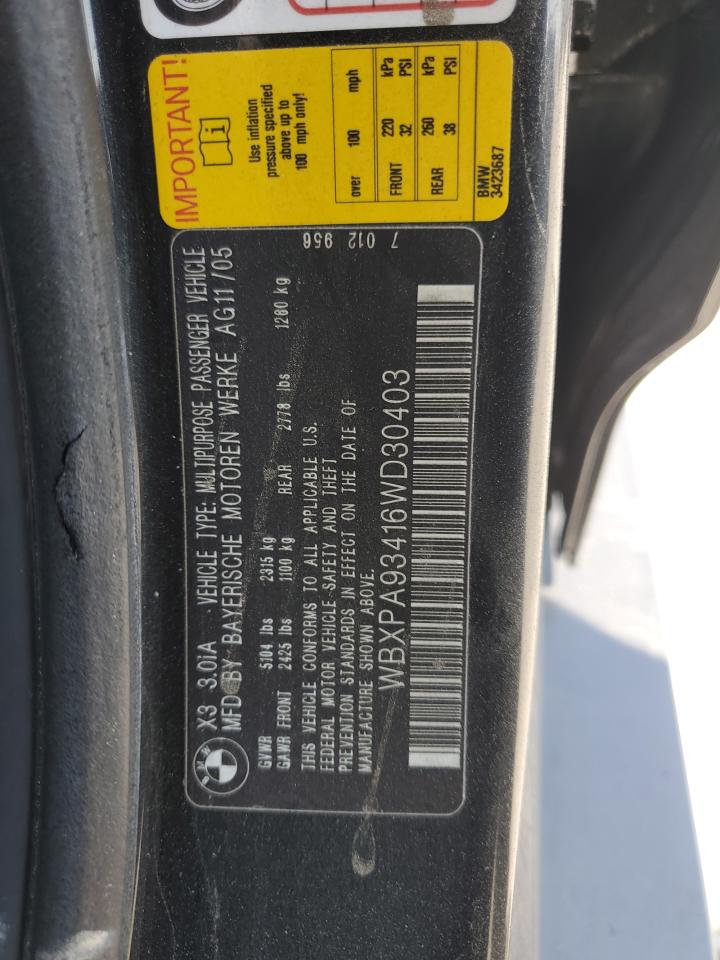 IMPORTANT!
i
Use inflation
pressure specified
above up to
100 mph only!
over 100 mph
FRONT 220 kPa
32 PSI
REAR 260 kPa
38 PSI
BMW
3423687
BMW
X3 3.0IA VEHICLE TYPE: MULTIPURPOSE PASSENGER VEHICLE
MFD BY BAYERISCHE MOTOREN WERKE AG11/05
GVWR 5104 lbs 2315 kg
GAWR FRONT 2425 lbs 1100 kg REAR 2778 lbs 1260 kg
THIS VEHICLE CONFORMS TO ALL APPLICABLE U.S.
FEDERAL MOTOR VEHICLE SAFETY AND THEFT
PREVENTION STANDARDS IN EFFECT ON THE DATE OF
MANUFACTURE SHOWN ABOVE.
WBXPA93416WD30403
7 012 956